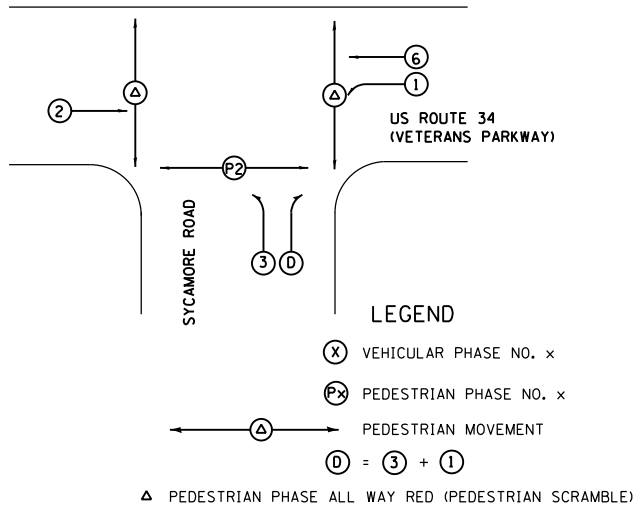 6
Δ
Δ
1
2
US ROUTE 34
(VETERANS PARKWAY)
P2
SYCAMORE ROAD
3 D
LEGEND
X VEHICULAR PHASE NO. x
Px PEDESTRIAN PHASE NO. x
Δ PEDESTRIAN MOVEMENT
D = 3 + 1
Δ PEDESTRIAN PHASE ALL WAY RED (PEDESTRIAN SCRAMBLE)